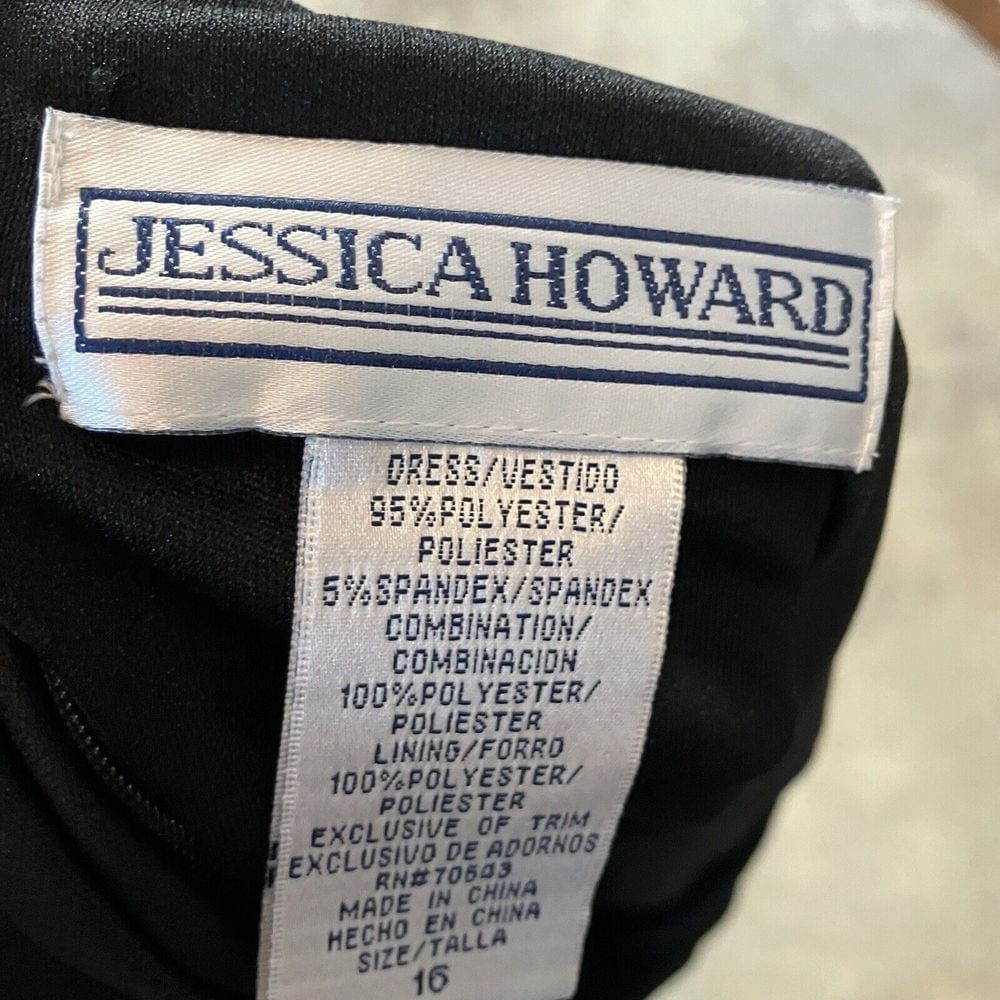 JESSICA HOWARD
DRESS/VESTIDO
95%POLYESTER/
POLIESTER
5%SPANDEX/SPANDEX
COMBINATION/
COMBINACION
100%POLYESTER/
POLIESTER
LINING/FORRO
100%POLYESTER/
POLIESTER
EXCLUSIVE OF TRIM
EXCLUSIVO DE ADORNOS
RN#70543
MADE IN CHINA
HECHO EN CHINA
SIZE/TALLA
16